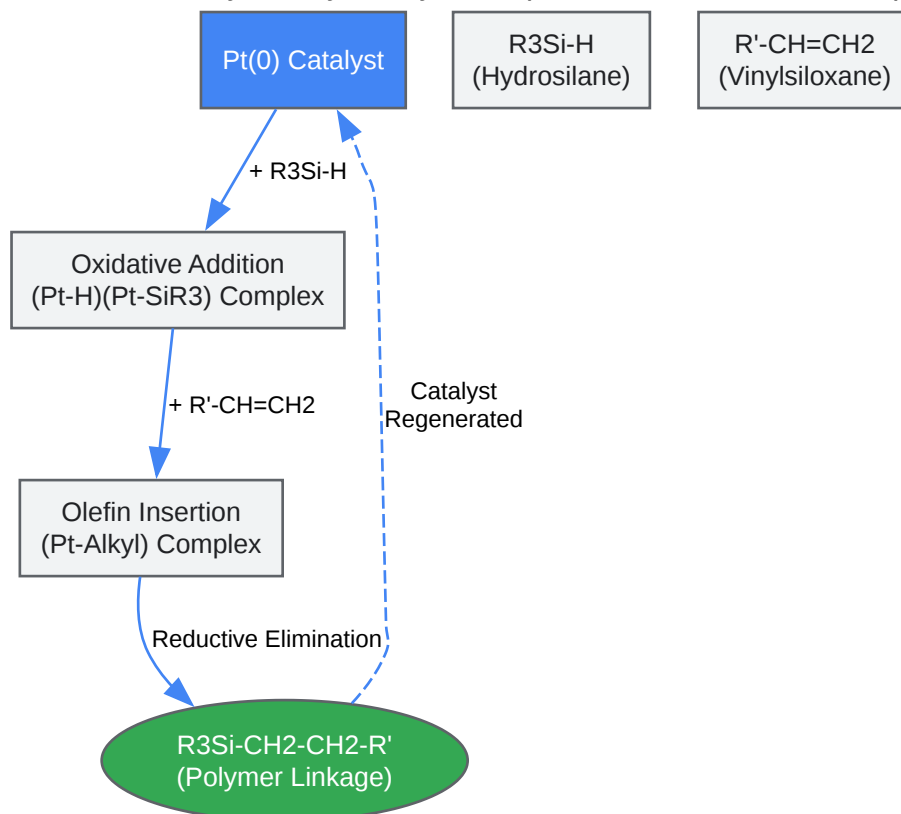 Pt(0) Catalyst
R3Si-H
(Hydrosilane)
R'-CH=CH2
(Vinylsiloxane)
+ R3Si-H
Oxidative Addition
(Pt-H)(Pt-SiR3) Complex
+ R'-CH=CH2
Catalyst
Regenerated
Olefin Insertion
(Pt-Alkyl) Complex
Reductive Elimination
R3Si-CH2-CH2-R'
(Polymer Linkage)